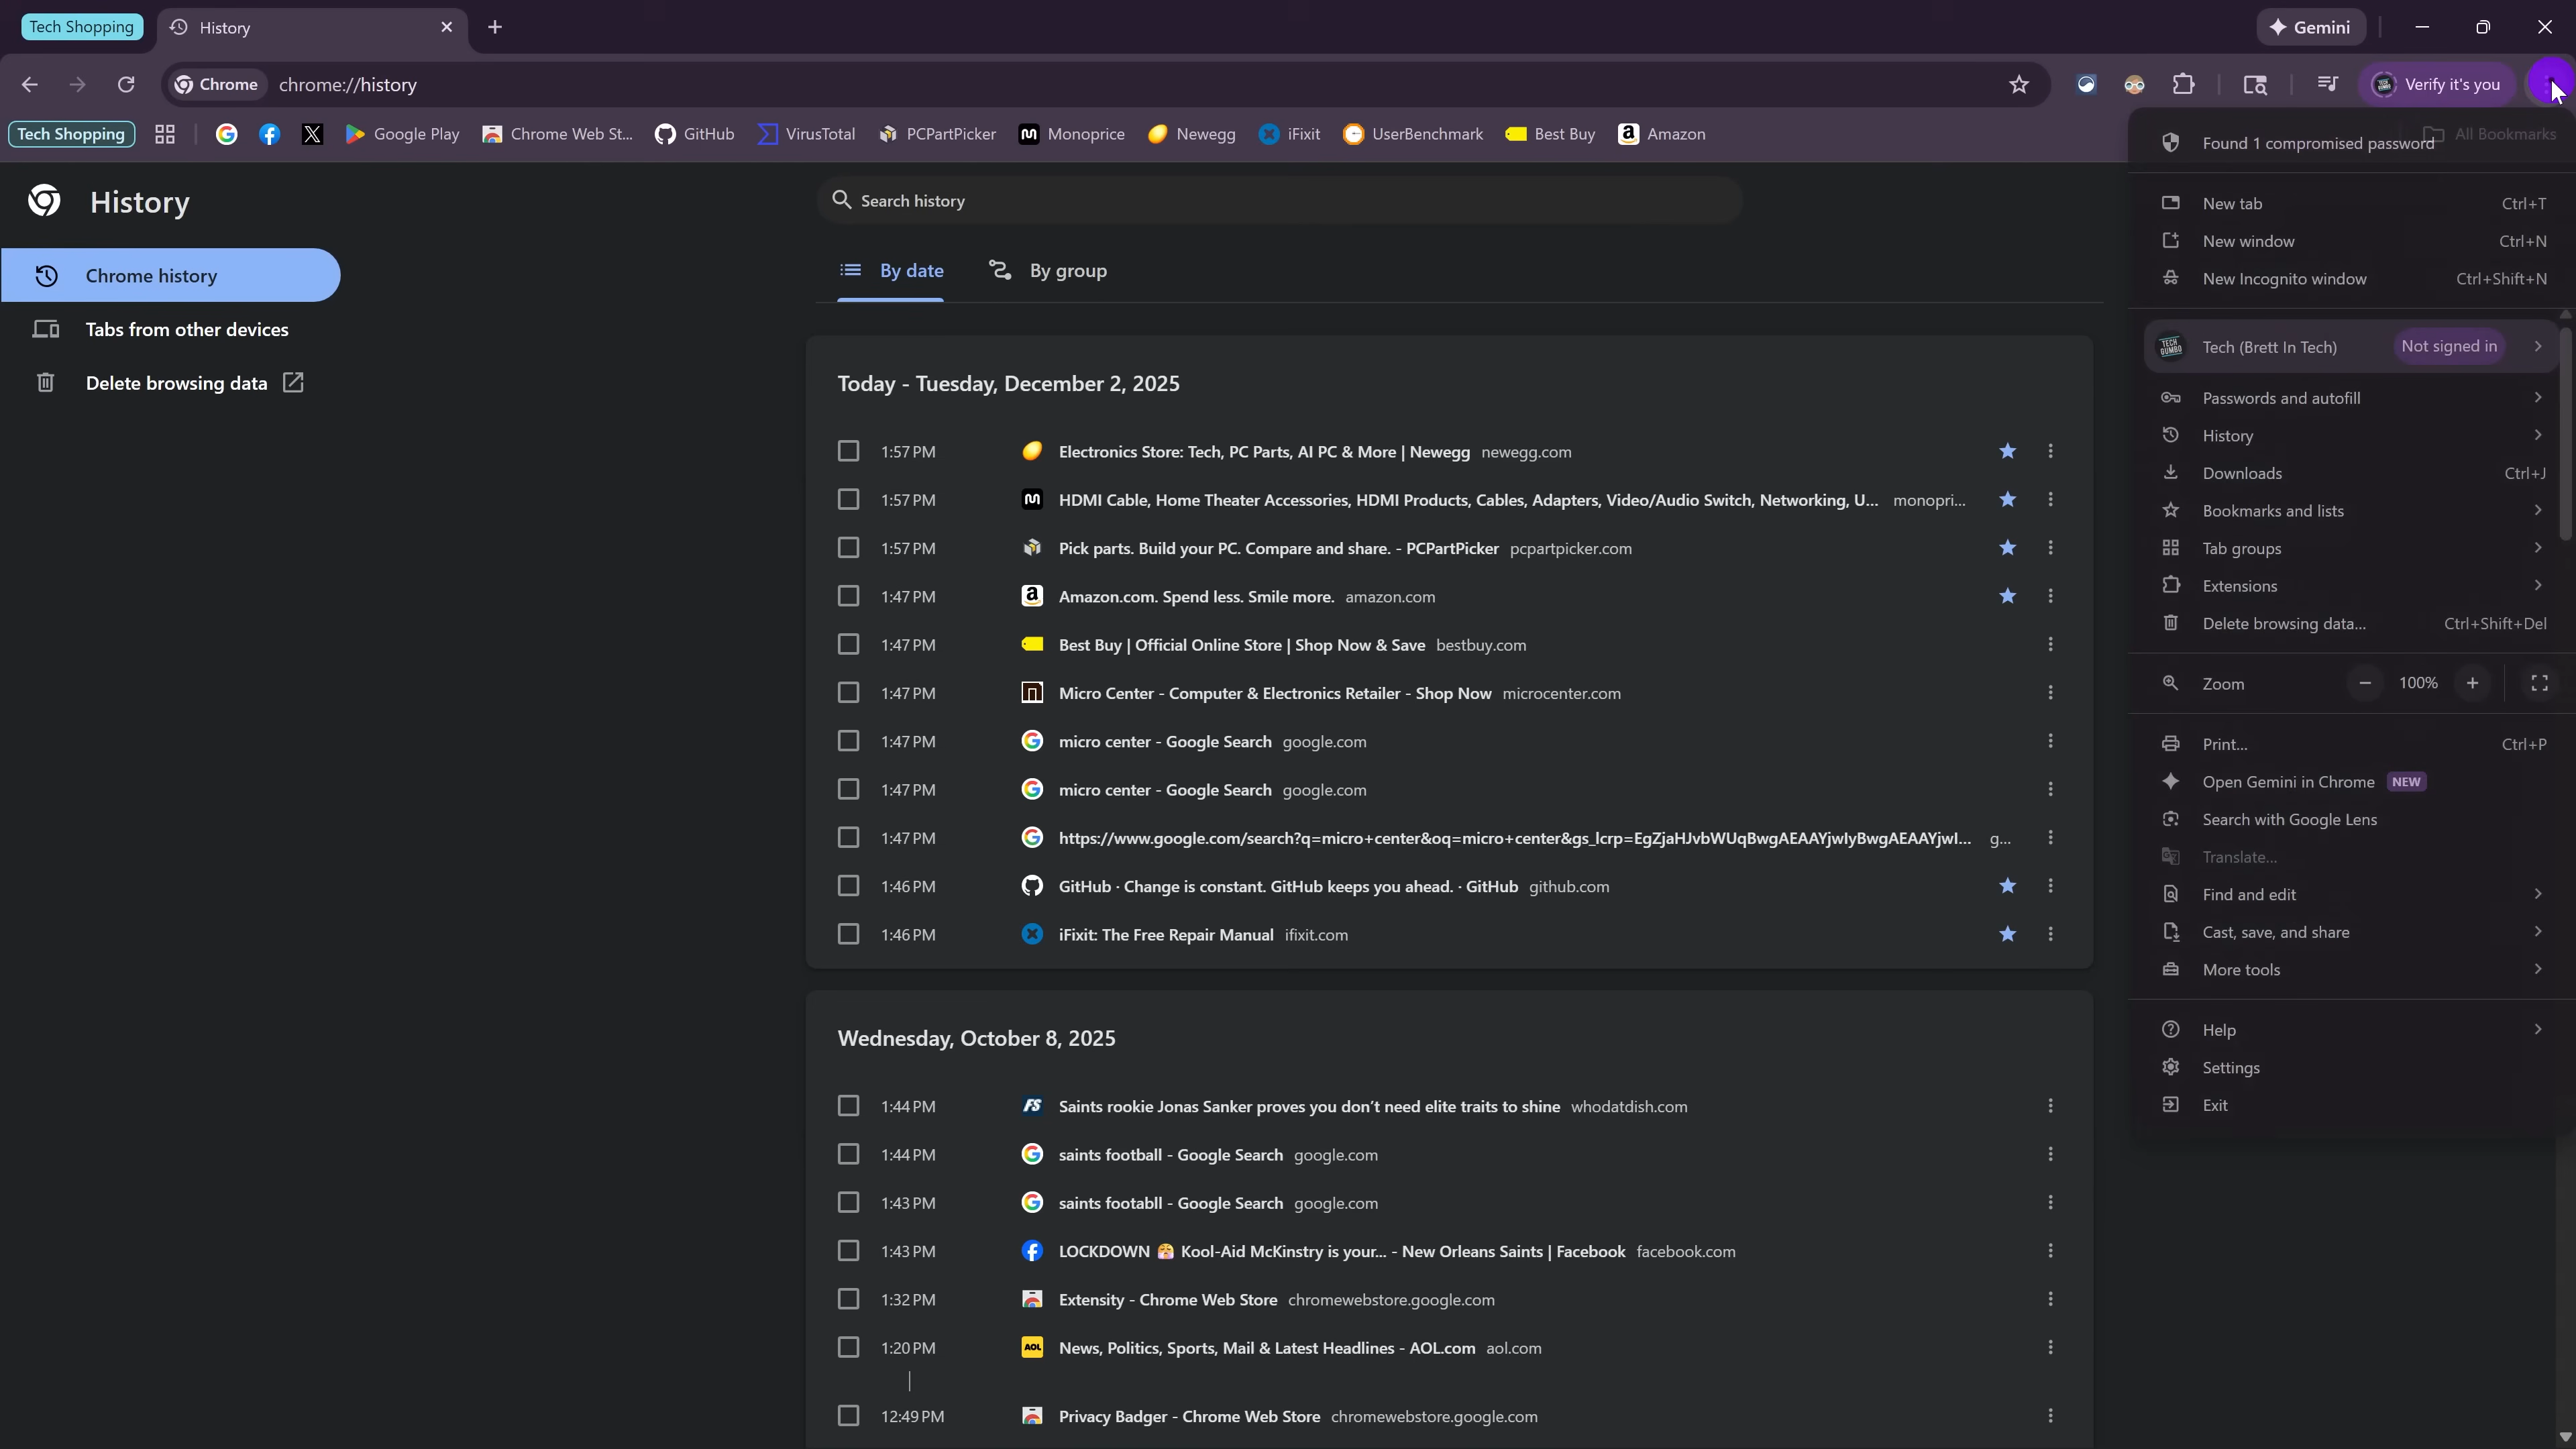 Tech Shopping
History
Gemini
Chrome
chrome://history
Verify it's you
Tech Shopping
Google Play
Chrome Web St...
GitHub
VirusTotal
PCPartPicker
Monoprice
Newegg
iFixit
UserBenchmark
Best Buy
Amazon
All Bookmarks
History
Search history
Chrome history
Tabs from other devices
Delete browsing data
By date
By group
Today - Tuesday, December 2, 2025
1:57 PM Electronics Store: Tech, PC Parts, AI PC & More | Newegg newegg.com
1:57 PM HDMI Cable, Home Theater Accessories, HDMI Products, Cables, Adapters, Video/Audio Switch, Networking, U... monopri...
1:57 PM Pick parts. Build your PC. Compare and share. - PCPartPicker pcpartpicker.com
1:47 PM a Amazon.com. Spend less. Smile more. amazon.com
1:47 PM Best Buy | Official Online Store | Shop Now & Save bestbuy.com
1:47 PM Micro Center - Computer & Electronics Retailer - Shop Now microcenter.com
1:47 PM micro center - Google Search google.com
1:47 PM micro center - Google Search google.com
1:47 PM https://www.google.com/search?q=micro+center&oq=micro+center&gs_lcrp=EgZjaHJvbWUqBwgAEAAYjwIyBwgAEAAYjwI... g...
1:46 PM GitHub · Change is constant. GitHub keeps you ahead. · GitHub github.com
1:46 PM iFixit: The Free Repair Manual ifixit.com
Wednesday, October 8, 2025
1:44 PM FS Saints rookie Jonas Sanker proves you don't need elite traits to shine whodatdish.com
1:44 PM saints football - Google Search google.com
1:43 PM saints footabll - Google Search google.com
1:43 PM LOCKDOWN 😤 Kool-Aid McKinstry is your... - New Orleans Saints | Facebook facebook.com
1:32 PM Extensity - Chrome Web Store chromewebstore.google.com
1:20 PM AOL News, Politics, Sports, Mail & Latest Headlines - AOL.com aol.com
12:49 PM Privacy Badger - Chrome Web Store chromewebstore.google.com
Found 1 compromised password
New tab Ctrl+T
New window Ctrl+N
New Incognito window Ctrl+Shift+N
TECH GUMBO Tech (Brett In Tech) Not signed in
Passwords and autofill
History
Downloads Ctrl+J
Bookmarks and lists
Tab groups
Extensions
Delete browsing data... Ctrl+Shift+Del
Zoom 100%
Print... Ctrl+P
Open Gemini in Chrome NEW
Search with Google Lens
Translate...
Find and edit
Cast, save, and share
More tools
Help
Settings
Exit